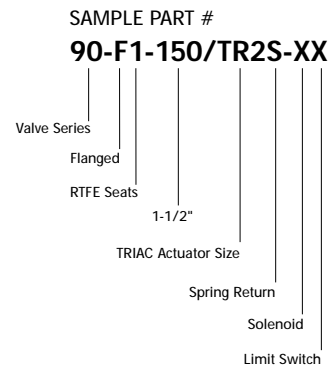 SAMPLE PART #
90-F1-150/TR2S-XX
Valve Series
Flanged
RTFE Seats
1-1/2"
TRIAC Actuator Size
Spring Return
Solenoid
Limit Switch